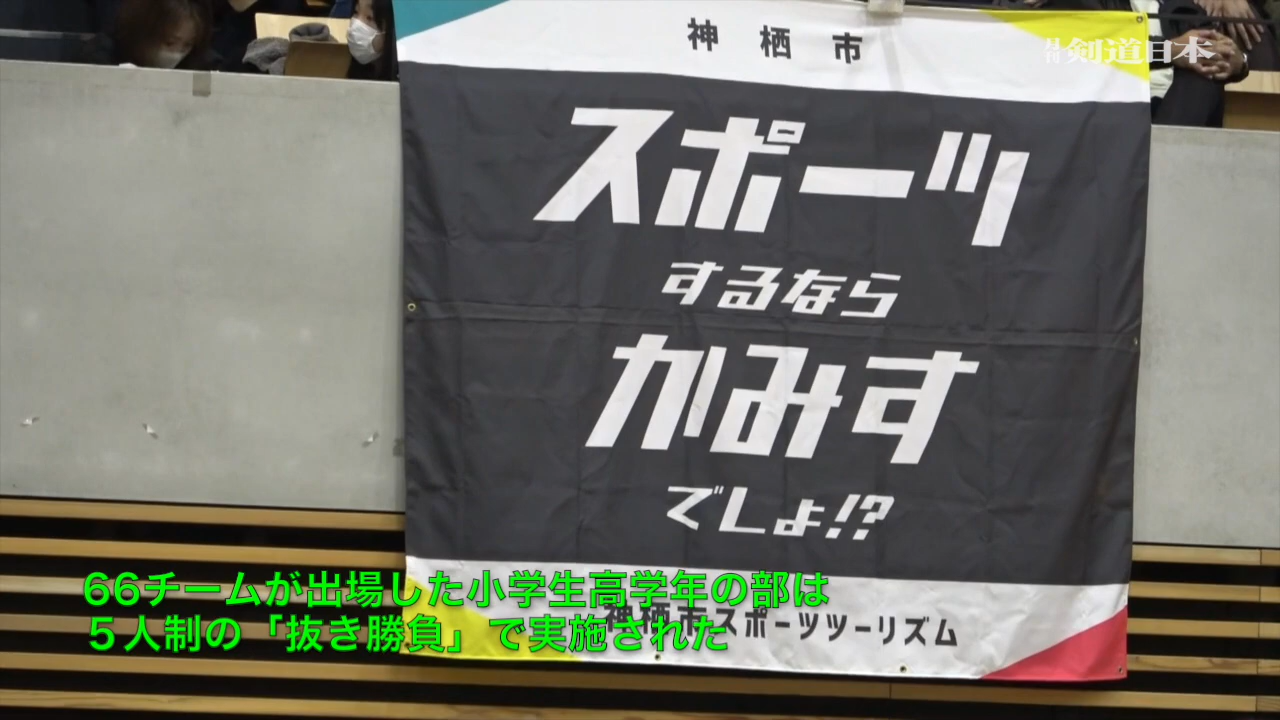 神栖市
月刊剣道日本
スポーツ
するなら
かみす
でしょ!?
神栖市スポーツツーリズム
66チームが出場した小学生高学年の部は
5人制の「抜き勝負」で実施された